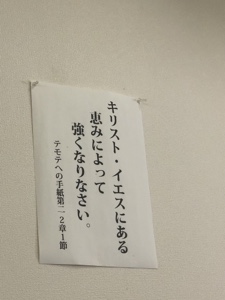 キリスト・イエスにある
恵みによって
強くなりなさい。
テモテへの手紙第二 2章1節